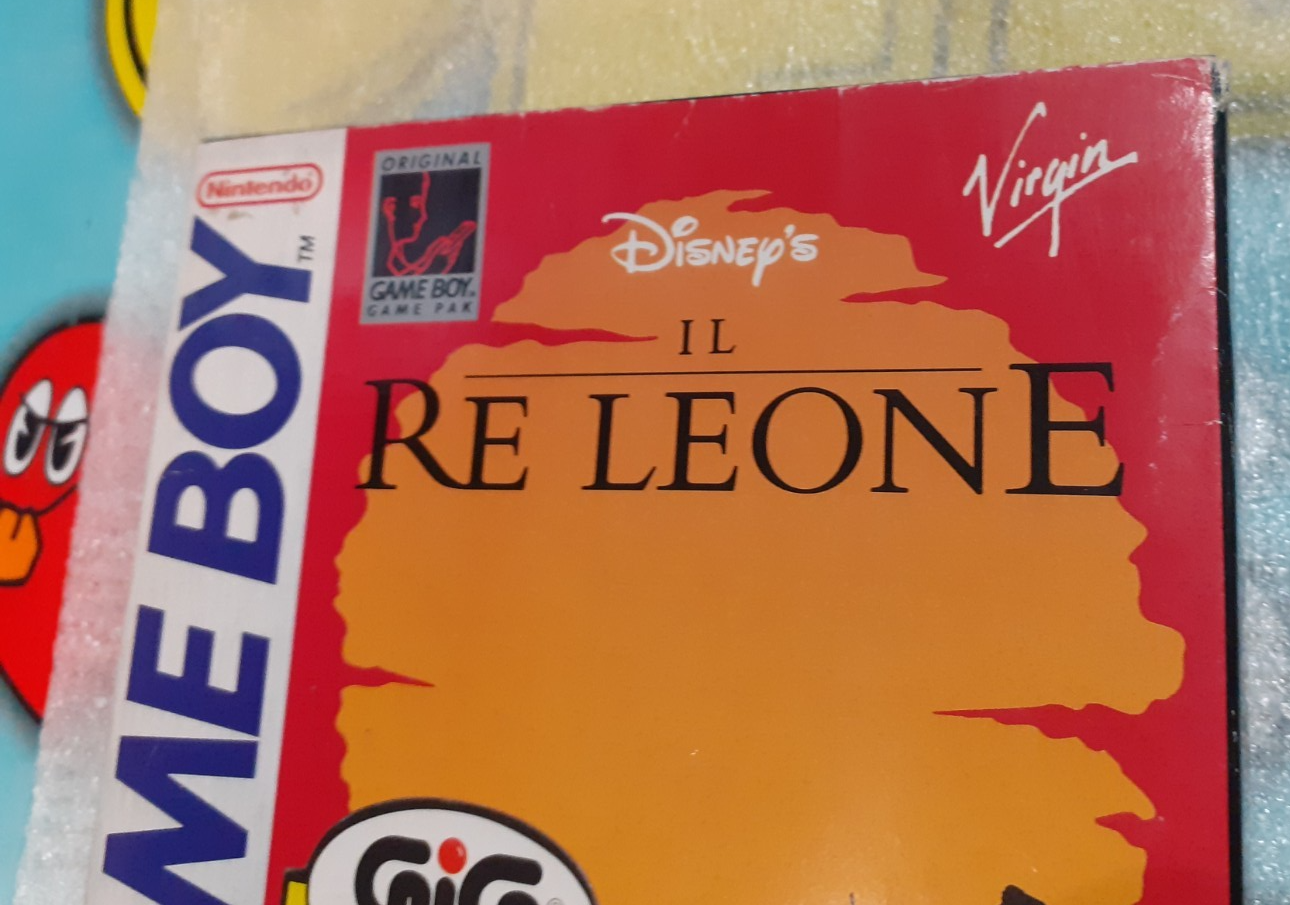 Nintendo
GAME BOY™
ORIGINAL
GAME BOY
GAME PAK
Virgin
Disney's
IL
RE LEONE